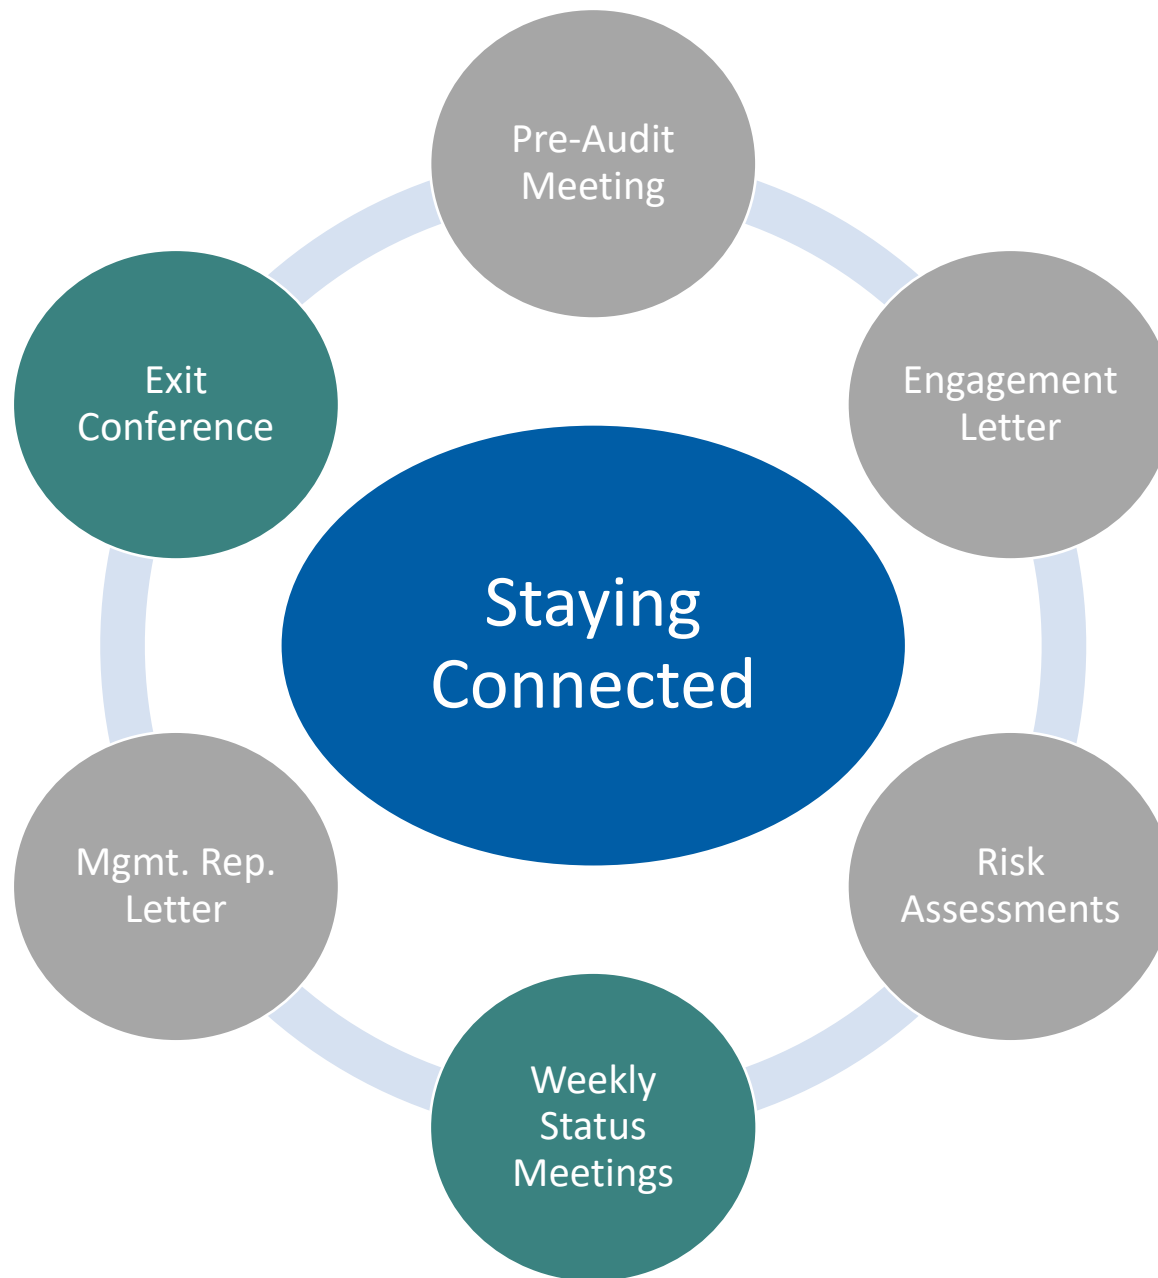 Pre-Audit
Meeting
Engagement
Letter
Risk
Assessments
Weekly
Status
Meetings
Mgmt. Rep.
Letter
Exit
Conference
Staying
Connected